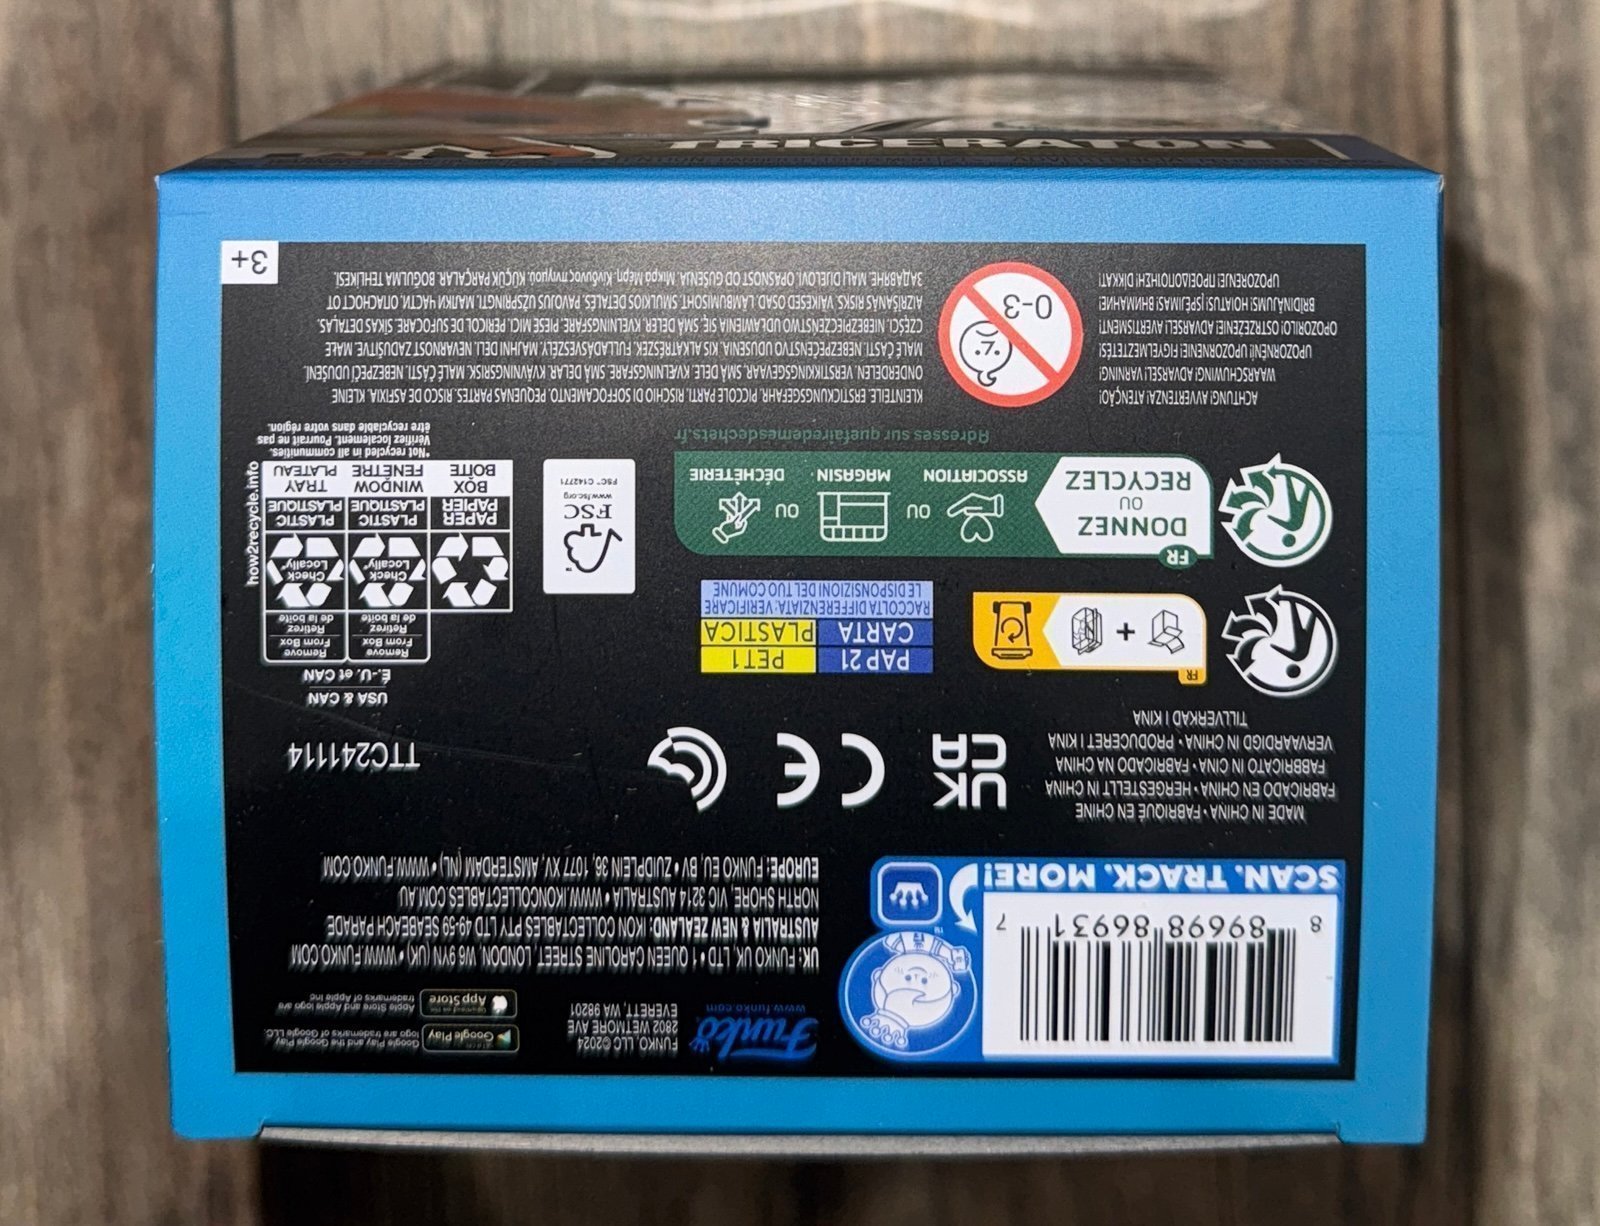 8 89698 86931 7
SCAN. TRACK. MORE!
Funko
www.funko.com
FUNKO, LLC ©2024
2802 WETMORE AVE
EVERETT, WA 98201
Google Play
Google Play and the Google Play
logo are trademarks of Google LLC.
App Store
Apple Store and Apple logo are
trademarks of Apple Inc
UK: FUNKO UK, LTD • 1 QUEEN CAROLINE STREET, LONDON, W6 9YN (UK) • WWW.FUNKO.COM
AUSTRALIA & NEW ZEALAND: IKON COLLECTABLES PTY LTD 49-59 SEABEACH PARADE
NORTH SHORE, VIC 3214 AUSTRALIA • WWW.IKONCOLLECTABLES.COM.AU
EUROPE: FUNKO EU, BV • ZUIDPLEIN 36, 1077 XV, AMSTERDAM (NL) • WWW.FUNKO.COM
MADE IN CHINA • FABRIQUÉ EN CHINE
FABRICADO EN CHINA • HERGESTELLT IN CHINA
FABBRICATO IN CINA • FABRICADO NA CHINA
VERVAARDIGD IN CHINA • PRODUCERET I KINA
TILLVERKAD I KINA
UK
CA
CE
TTC241114
FR
PAP 21
PET1
CARTA
PLASTICA
RACCOLTA DIFFERENZIATA: VERIFICARE
LE DISPOSIZIONI DEL TUO COMUNE
FR
DONNEZ
OU
RECYCLEZ
ASSOCIATION
OU
MAGASIN
OU
DÉCHÈTERIE
Adresses sur quefairedemesdechets.fr
FSC
www.fsc.org
FSC™ C142771
USA & CAN
É.-U. et CAN
Remove From Box
Retirez de la boîte
Remove From Box
Retirez de la boîte
Check Locally*
Check Locally*
PAPER
PAPIER
BOX
BOÎTE
PLASTIC
PLASTIQUE
WINDOW
FENÊTRE
PLASTIC
PLASTIQUE
TRAY
PLATEAU
how2recycle.info
*Not recycled in all communities.
Vérifiez localement. Pourrait ne pas
être recyclable dans votre région.
ACHTUNG! AVVERTENZA! ATENÇÃO!
WAARSCHUWING! ADVARSEL! VARNING!
UPOZORNĚNÍ! UPOZORNENIE! FIGYELMEZTETÉS!
OPOZORILO! OSTRZEŻENIE! ADVARSEL! AVERTISMENT!
BRĪDINĀJUMS! HOIATUS! ĮSPĖJIMAS! ВНИМАНИЕ!
UPOZORENJE! ΠΡΟΕΙΔΟΠΟΙΗΣΗ! DİKKAT!
0-3
KLEINTEILE. ERSTICKUNGSGEFAHR. PICCOLE PARTI. RISCHIO DI SOFFOCAMENTO. PEQUENAS PARTES. RISCO DE ASFIXIA. KLEINE
ONDERDELEN. VERSTIKKINGSGEVAAR. SMÅ DELE. KVÆLNINGSFARE. SMÅ DELAR. KVÄVNINGSRISK. MALÉ ČÁSTI. NEBEZPEČÍ UDUŠENÍ.
MALÉ ČASTI. NEBEZPEČENSTVO UDUSENIA. KIS ALKATRÉSZEK. FULLADÁSVESZÉLY. MAJHNI DELI. NEVARNOST ZADUŠITVE. MAŁE
CZĘŚCI. NIEBEZPIECZEŃSTWO UDŁAWIENIA SIĘ. SMÅ DELER. KVELNINGSFARE. PIESE MICI. PERICOL DE SUFOCARE. SĪKAS DETAĻAS.
AIZRĪŠANĀS RISKS. VÄIKESED OSAD. LÄMBUMISOHT. SMULKIOS DETALĖS. PAVOJUS UŽSPRINGTI. МАЛКИ ЧАСТИ. ОПАСНОСТ ОТ
ЗАДАВЯНЕ. MALI DIJELOVI. OPASNOST OD GUŠENJA. Μικρά Μέρη. Κίνδυνος πνιγμού. KÜÇÜK PARÇALAR. BOĞULMA TEHLİKESİ.
3+
TRICERATON